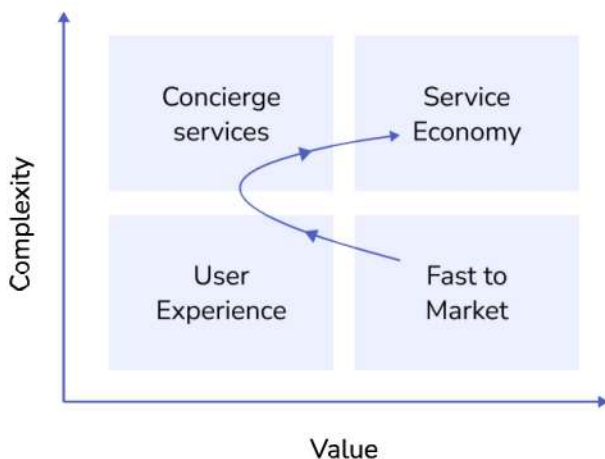 Concierge
services
Service
Economy
Complexity
User
Experience
Fast to
Market
Value